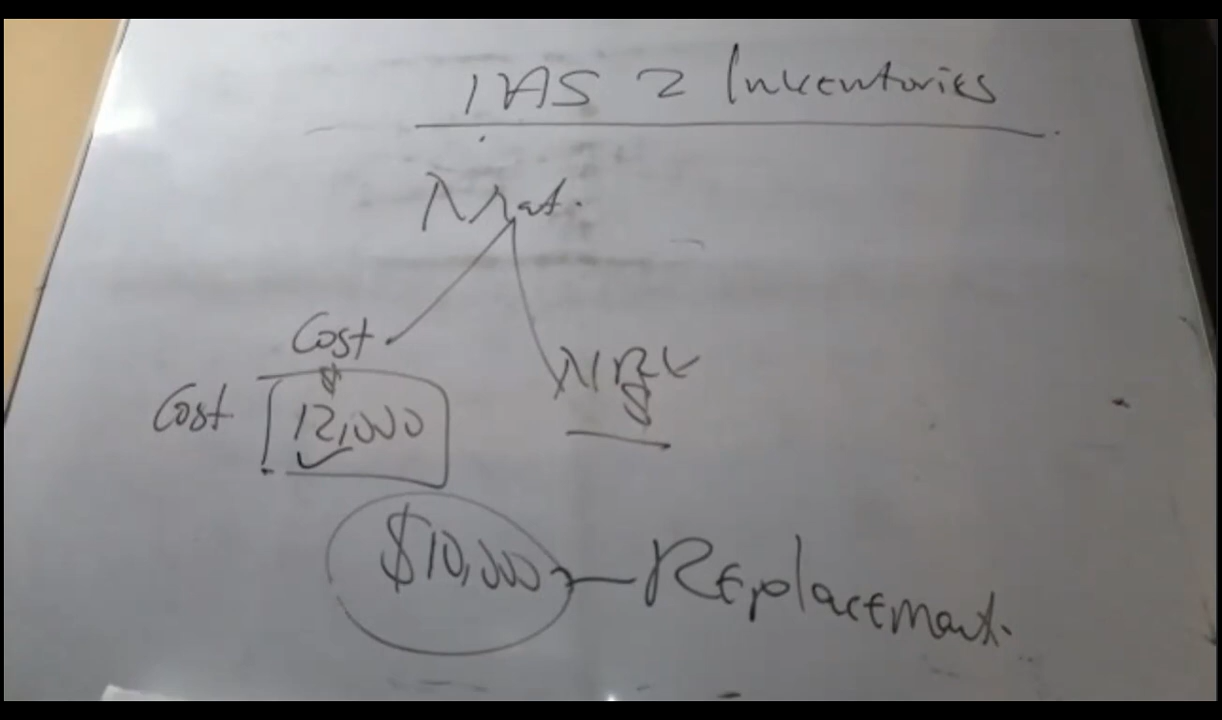 IAS 2 Inventories
Mat.
Cost
NRV
Cost 12,000
$10,000 — Replacement.